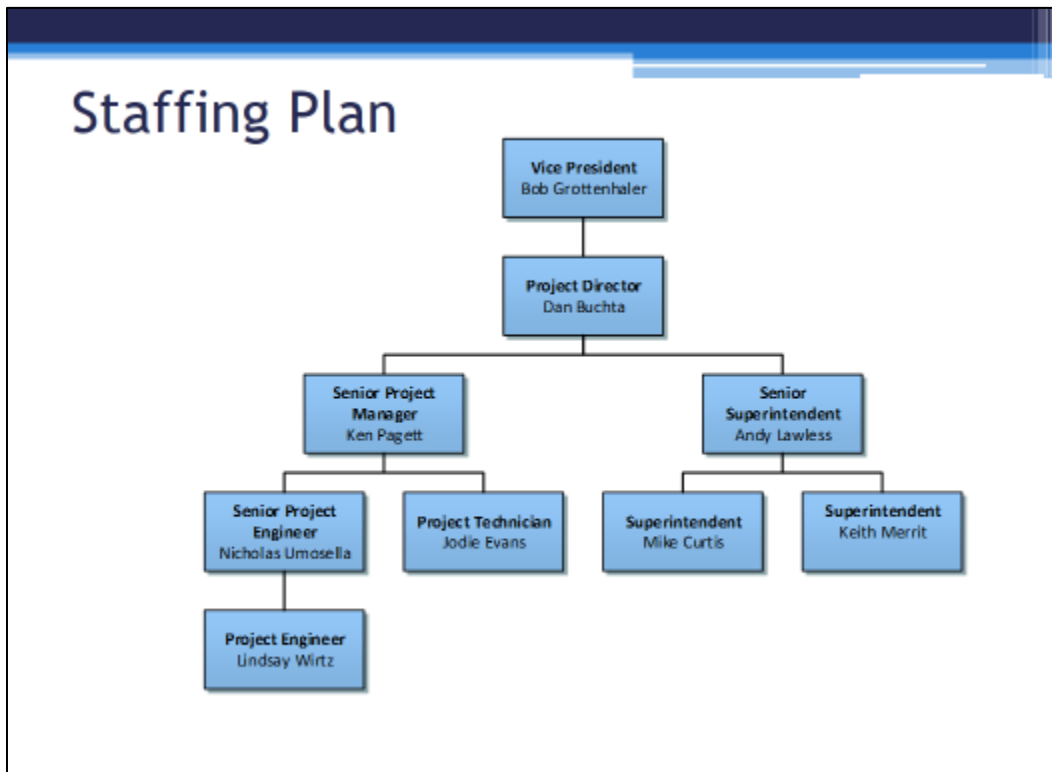 Staffing Plan
Vice President
Bob Grottenhaler
Project Director
Dan Buchta
Senior Project
Manager
Ken Pagett
Senior
Superintendent
Andy Lawless
Senior Project
Engineer
Nicholas Umosella
Project Technician
Jodie Evans
Superintendent
Mike Curtis
Superintendent
Keith Merrit
Project Engineer
Lindsay Wirtz